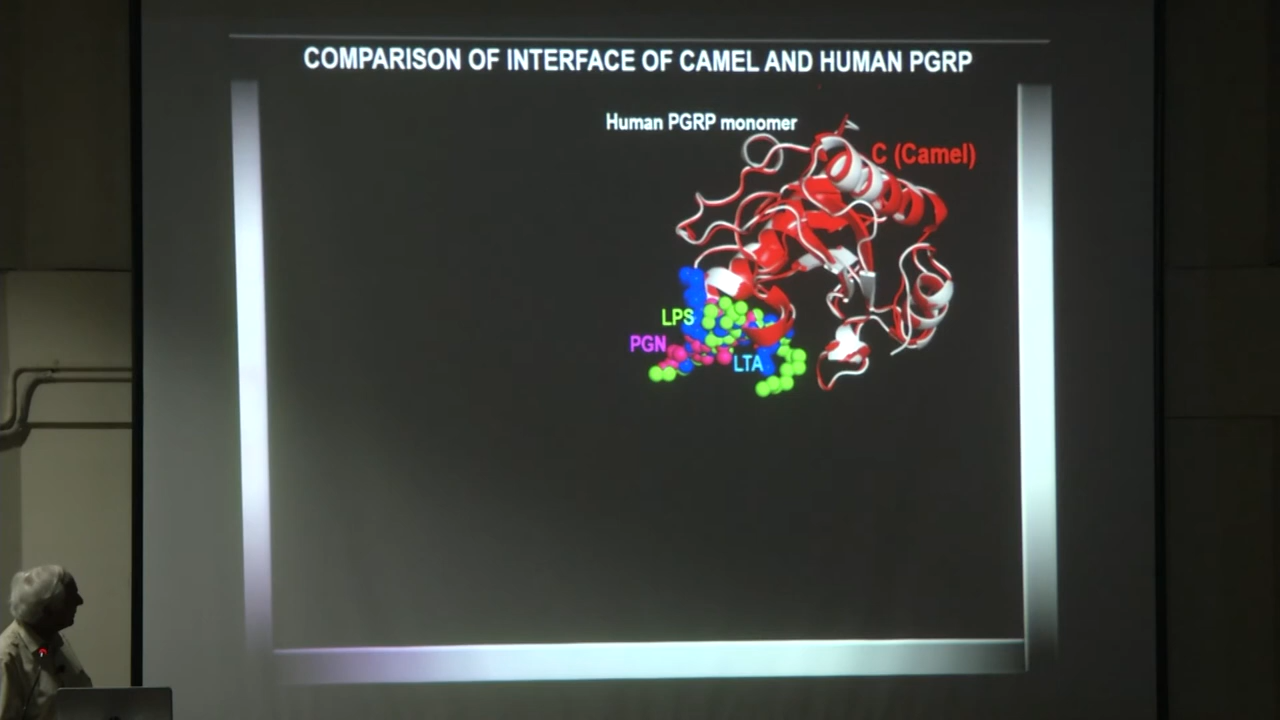 COMPARISON OF INTERFACE OF CAMEL AND HUMAN PGRP
Human PGRP monomer
C (Camel)
LPS
PGN
LTA